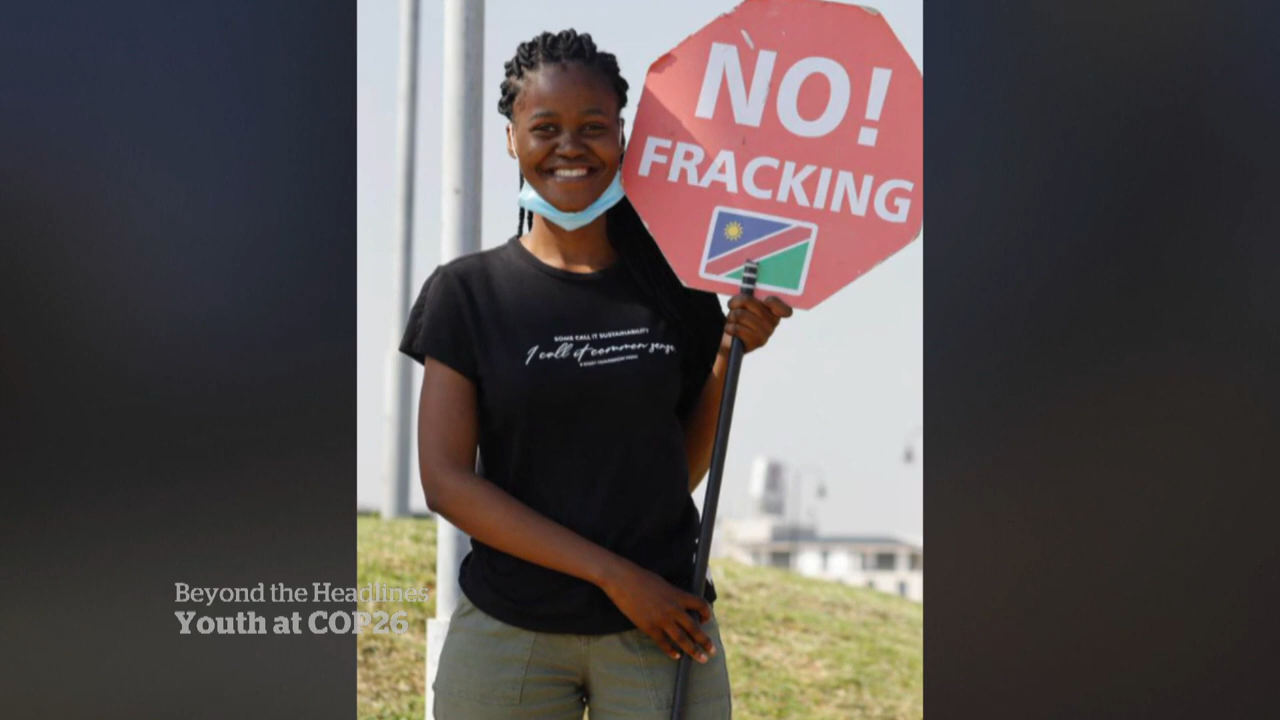 NO!
FRACKING
SOME CALL IT SUSTAINABILITY
I call it common sense
Beyond the Headlines
Youth at COP26